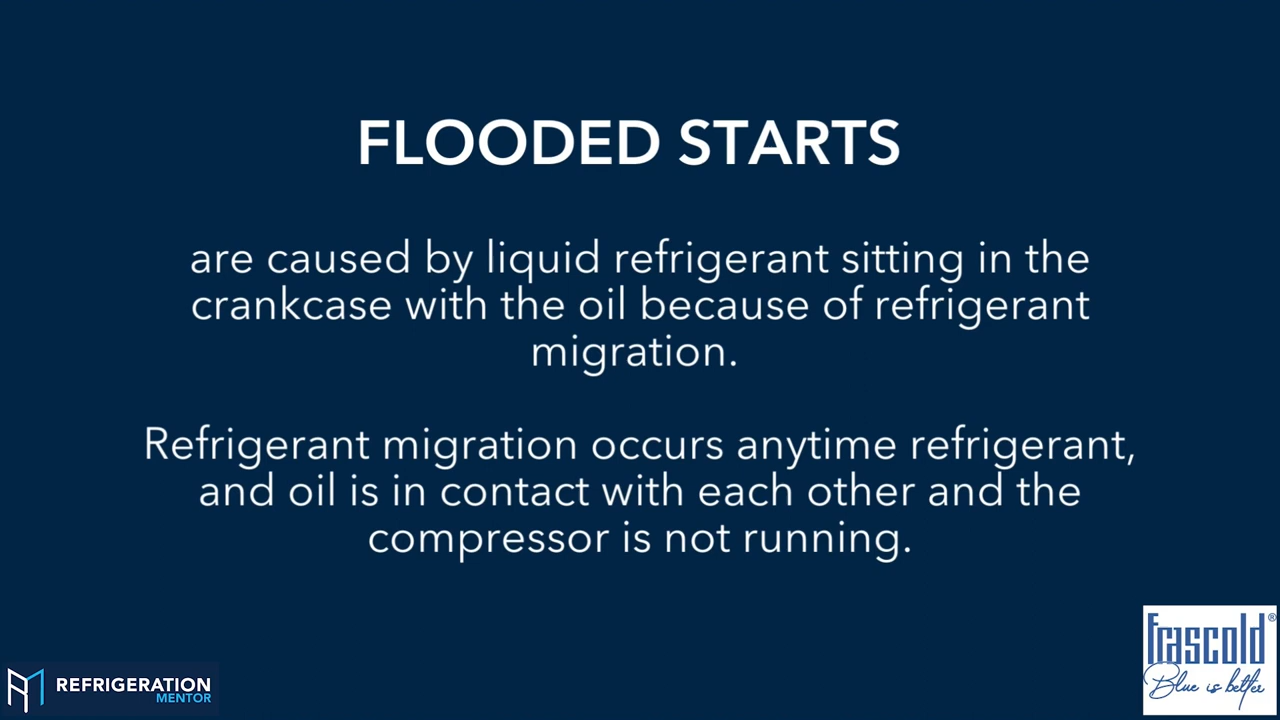 FLOODED STARTS
are caused by liquid refrigerant sitting in the
crankcase with the oil because of refrigerant
migration.
Refrigerant migration occurs anytime refrigerant,
and oil is in contact with each other and the
compressor is not running.
REFRIGERATION
MENTOR
frascold®
Blue is better